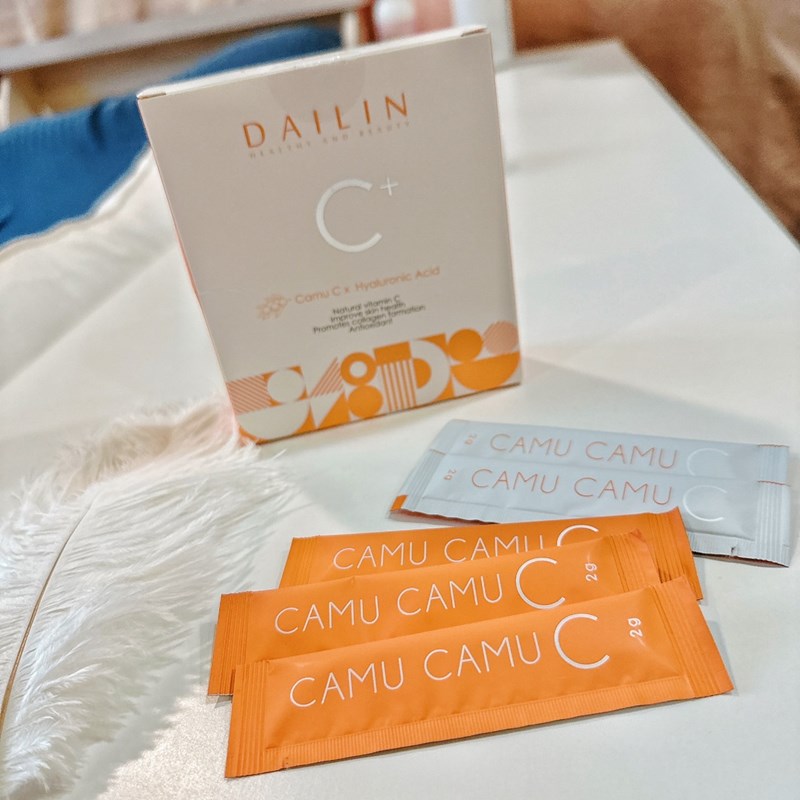 DAILIN
HEALTHY AND BEAUTY
C+
Camu C x Hyaluronic Acid
Natural vitamin C
Improve skin health
Promotes collagen formation
Antioxidant
2g CAMU CAMU C
2g CAMU CAMU C
CAMU CAMU C
CAMU CAMU C 2g
CAMU CAMU C 2g